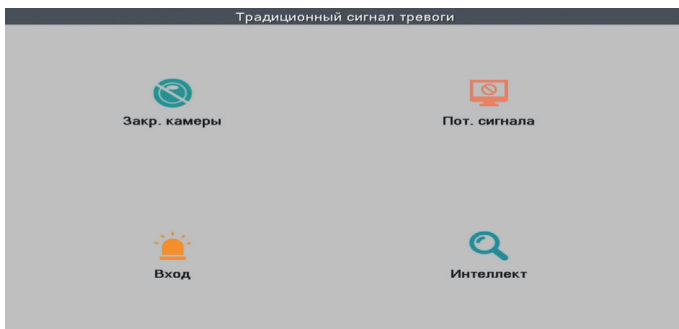 Традиционный сигнал тревоги
Закр. камеры
Пот. сигнала
Вход
Интеллект